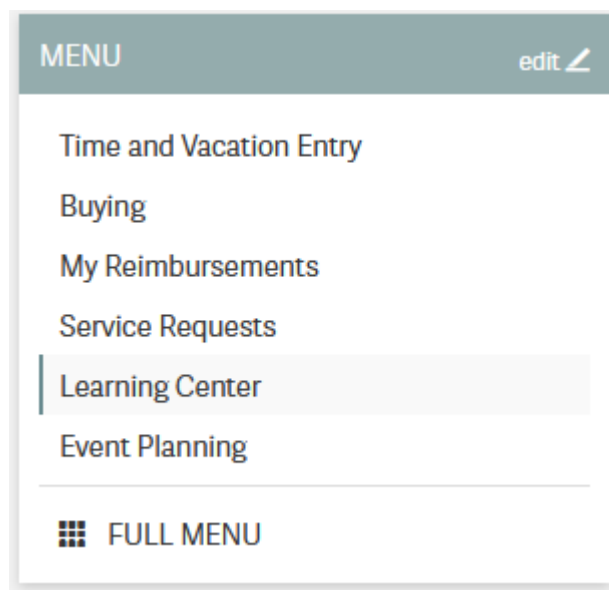 MENU edit
Time and Vacation Entry
Buying
My Reimbursements
Service Requests
Learning Center
Event Planning
FULL MENU